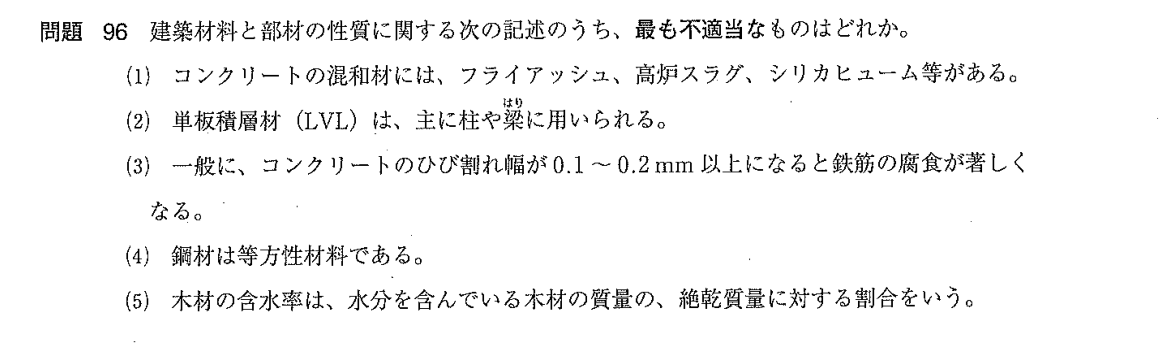 問題 96 建築材料と部材の性質に関する次の記述のうち、最も不適当なものはどれか。
(1) コンクリートの混和材には、フライアッシュ、高炉スラグ、シリカヒューム等がある。
はり
(2) 単板積層材（LVL）は、主に柱や梁に用いられる。
(3) 一般に、コンクリートのひび割れ幅が 0.1 ～ 0.2 mm 以上になると鉄筋の腐食が著しく
なる。
(4) 鋼材は等方性材料である。
(5) 木材の含水率は、水分を含んでいる木材の質量の、絶乾質量に対する割合をいう。